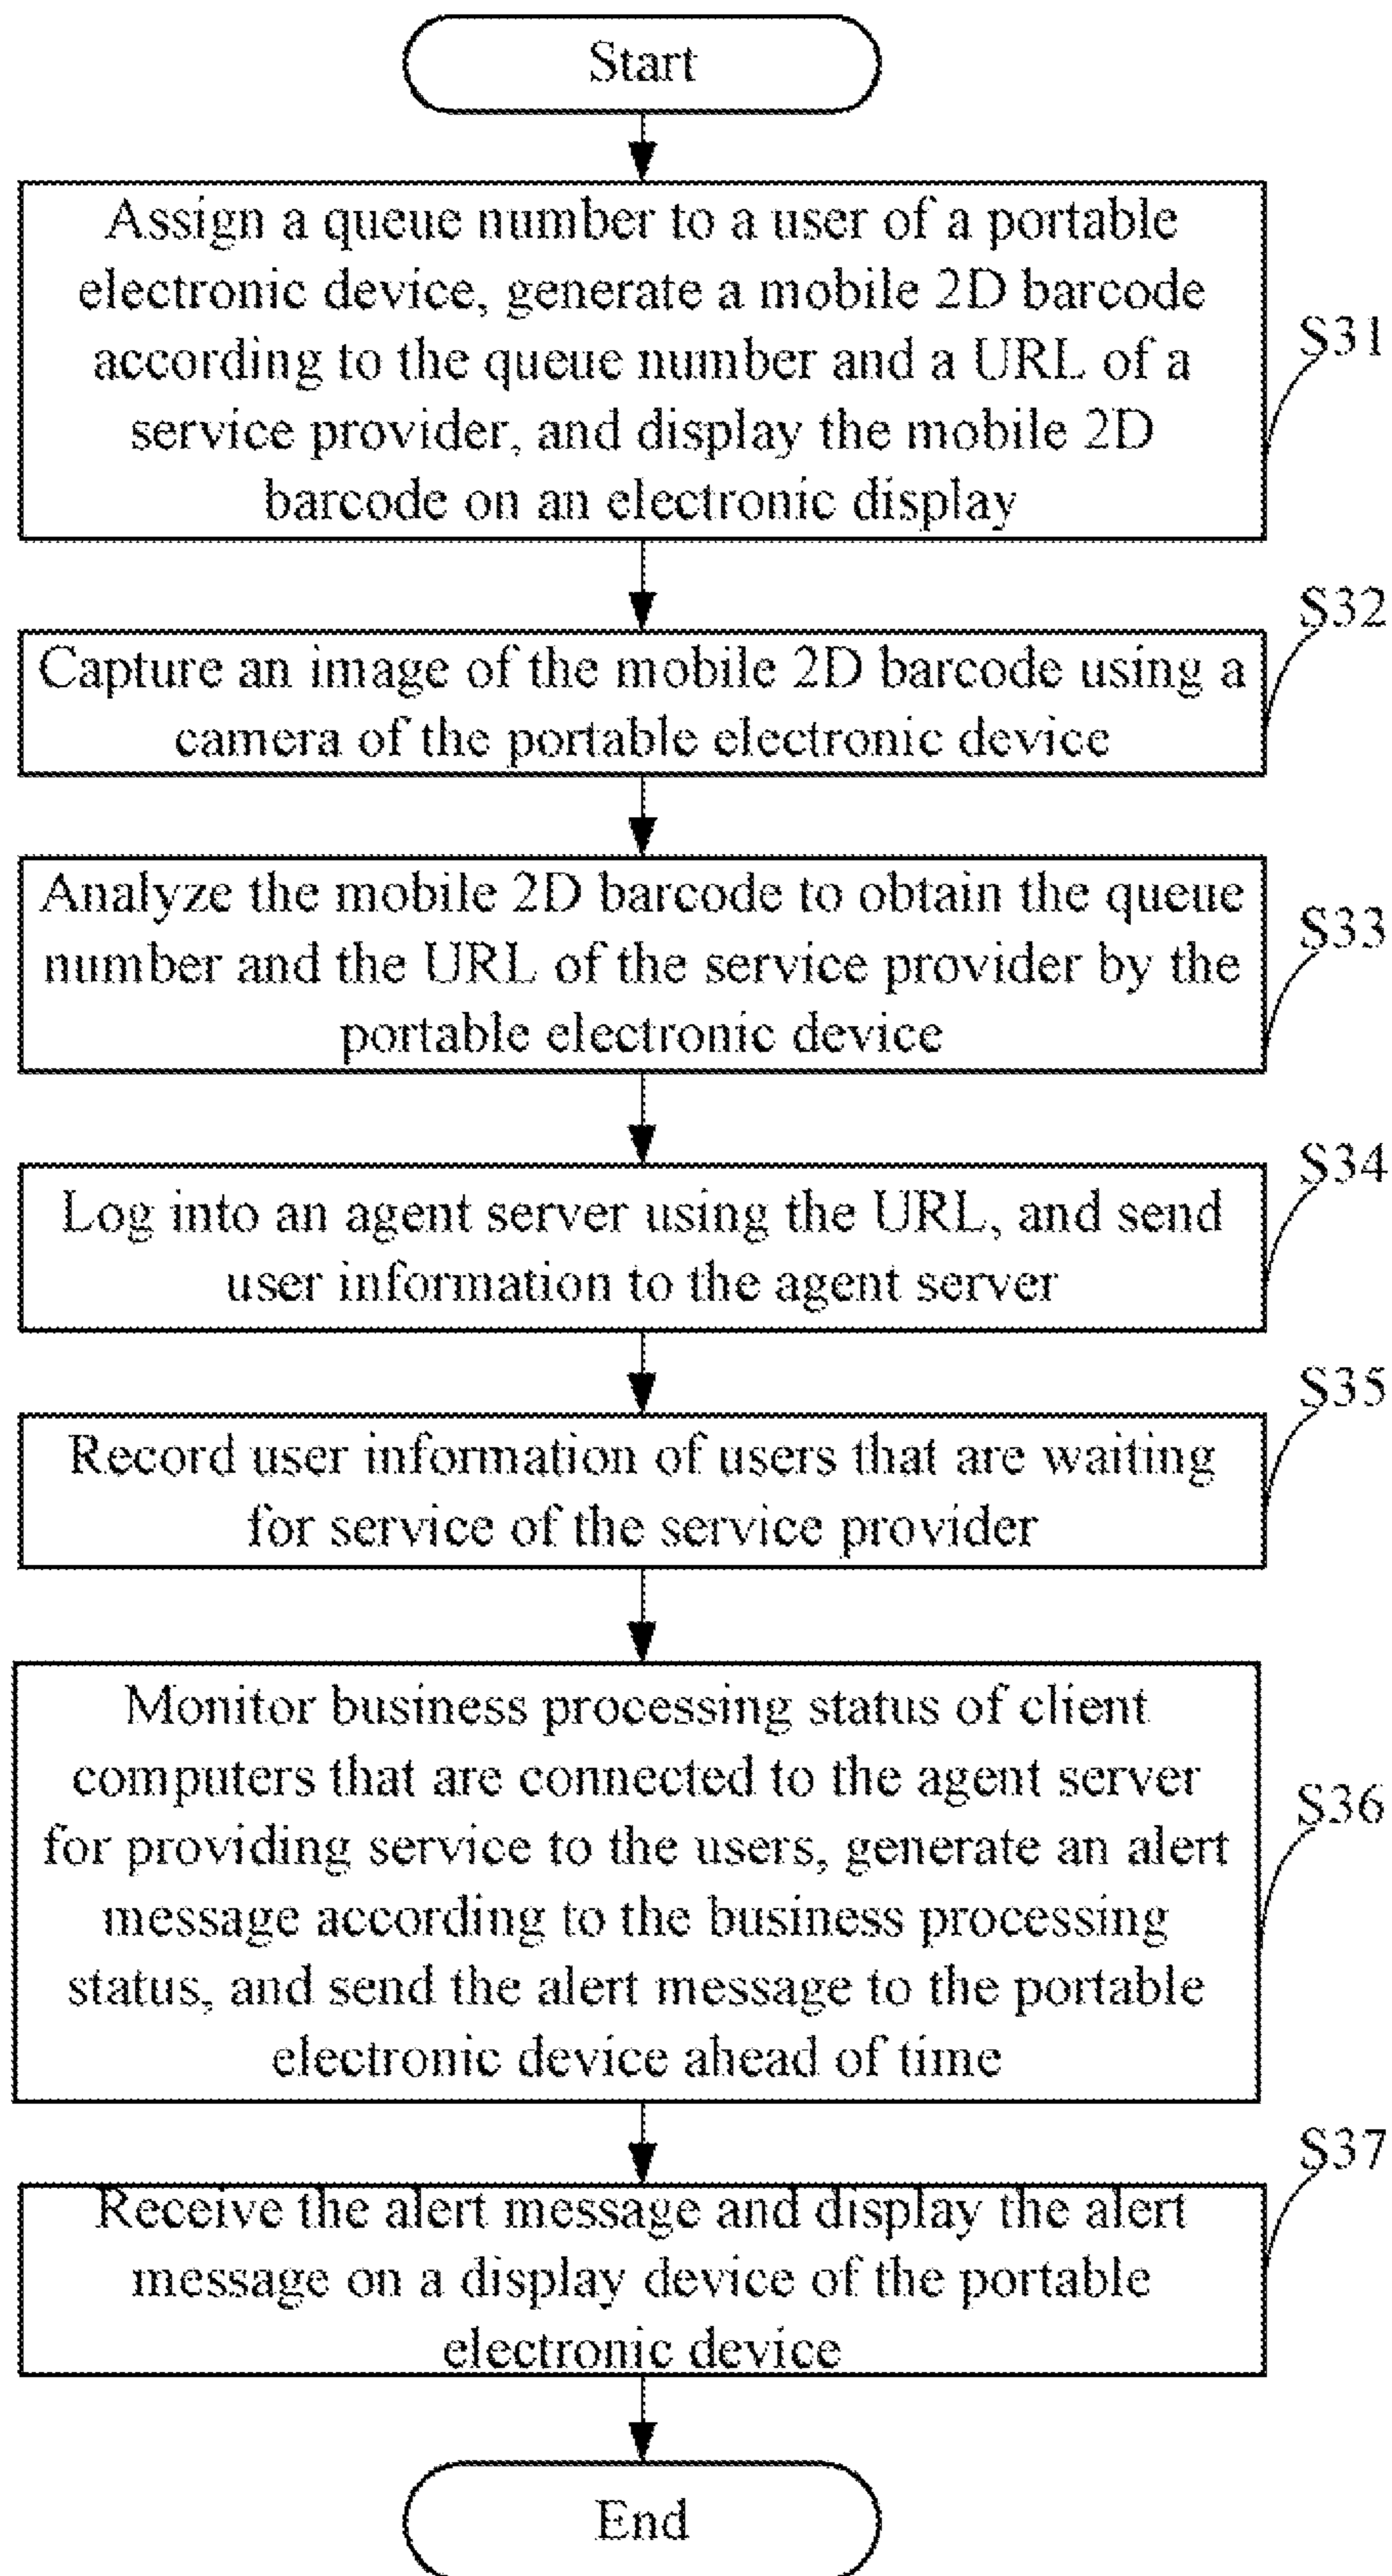 Start
Assign a queue number to a user of a portable
electronic device, generate a mobile 2D barcode
according to the queue number and a URL of a
service provider, and display the mobile 2D
barcode on an electronic display
S31
S32
Capture an image of the mobile 2D barcode using a
camera of the portable electronic device
Analyze the mobile 2D barcode to obtain the queue
number and the URL of the service provider by the
portable electronic device
S33
S34
Log into an agent server using the URL, and send
user information to the agent server
S35
Record user information of users that are waiting
for service of the service provider
Monitor business processing status of client
computers that are connected to the agent server
for providing service to the users, generate an alert
message according to the business processing
status, and send the alert message to the portable
electronic device ahead of time
S36
S37
Receive the alert message and display the alert
message on a display device of the portable
electronic device
End